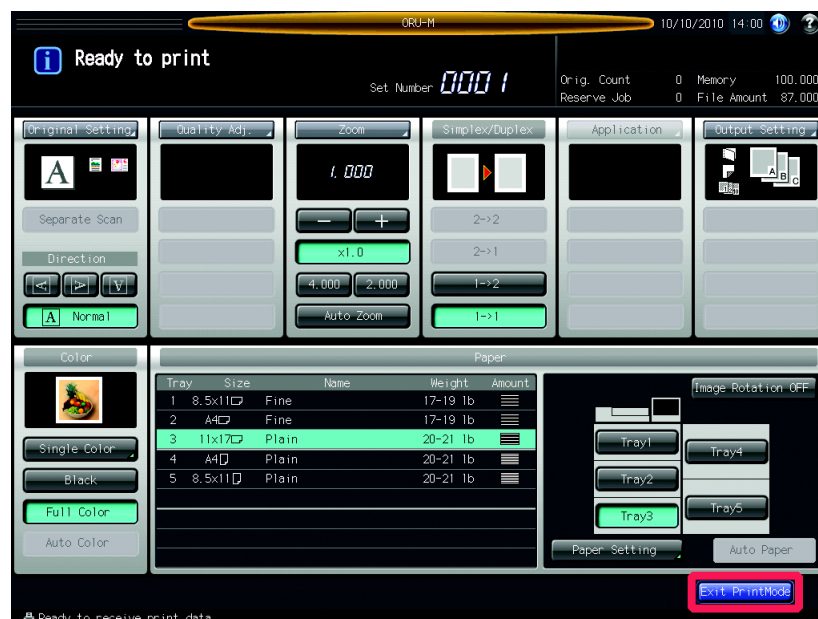 ORU-M 10/10/2010 14:00
Ready to print
Set Number 0001
Orig. Count 0 Memory 100.000
Reserve Job 0 File Amount 87.000
Original Setting Quality Adj. Zoom Simplex/Duplex Application Output Setting
A 1.000 A B C
Separate Scan − + 2->2
Direction ×1.0 2->1
A A A 4.000 2.000 1->2
A Normal Auto Zoom 1->1
Color Paper
Tray Size Name Weight Amount Image Rotation OFF
1 8.5x11 Fine 17-19 lb
2 A4 Fine 17-19 lb
3 11x17 Plain 20-21 lb
4 A4 Plain 20-21 lb
5 8.5x11 Plain 20-21 lb
Single Color Tray1 Tray4
Black Tray2
Full Color Tray3 Tray5
Auto Color Paper Setting Auto Paper
Exit PrintMode
Ready to receive print data